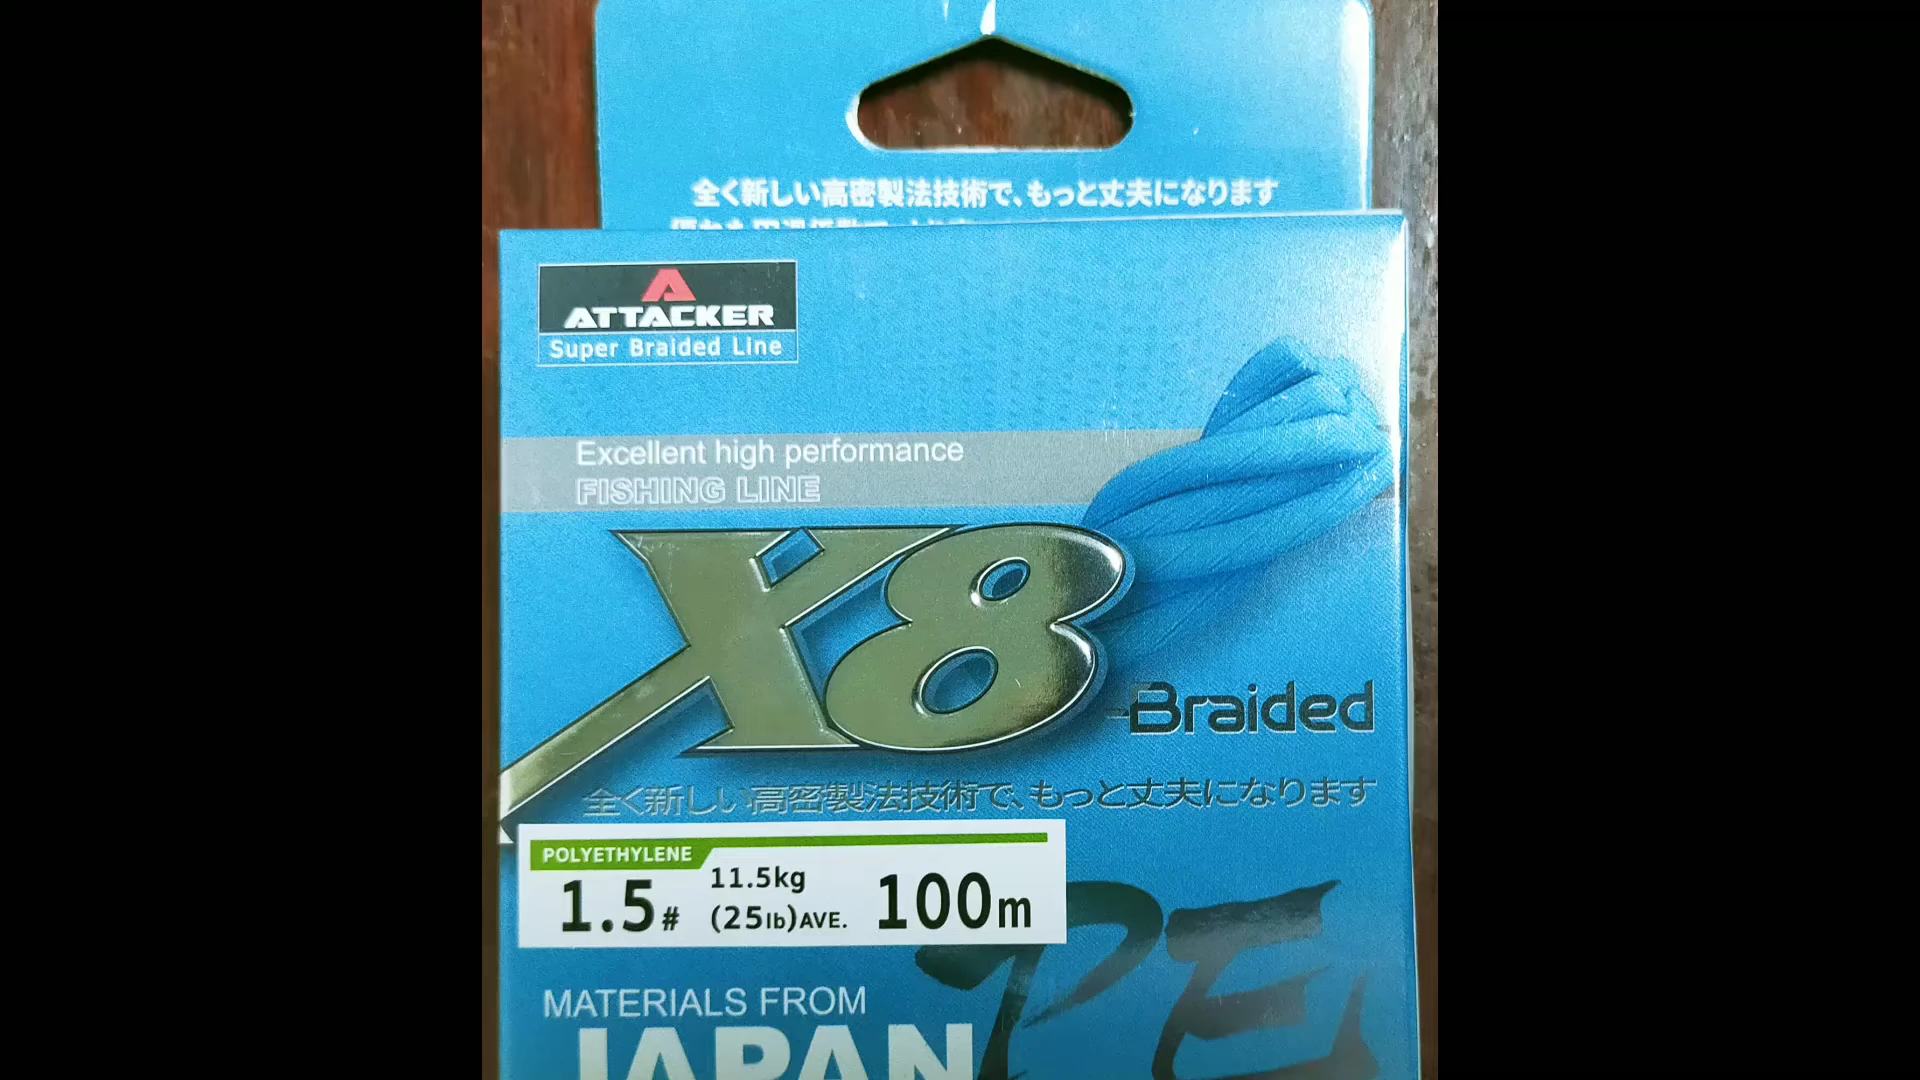 全く新しい高密製法技術で、もっと丈夫になります
ATTACKER
Super Braided Line
Excellent high performance
FISHING LINE
X8
Braided
全く新しい高密製法技術で、もっと丈夫になります
POLYETHYLENE
1.5# 11.5kg (25lb)AVE. 100m
PE
MATERIALS FROM
JAPAN